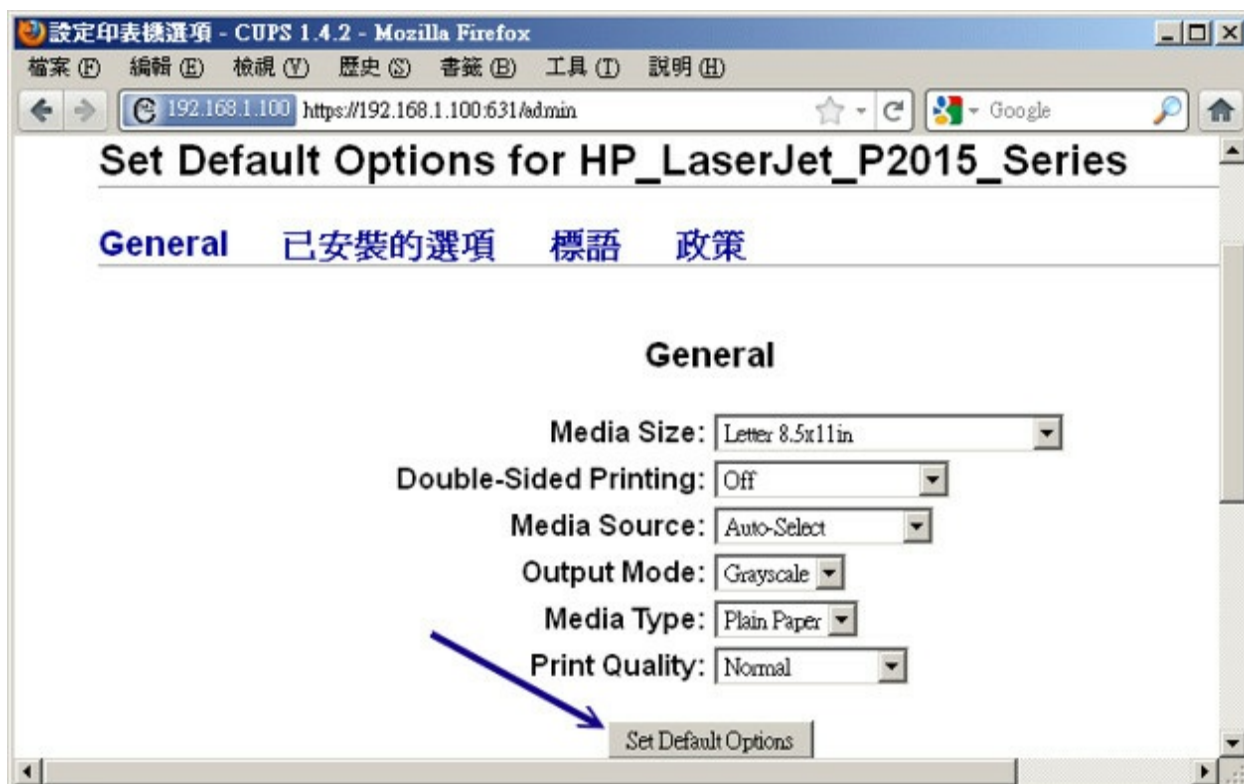 設定印表機選項 - CUPS 1.4.2 - Mozilla Firefox
檔案(F) 編輯(E) 檢視(V) 歷史(S) 書籤(B) 工具(T) 說明(H)
192.168.1.100 https://192.168.1.100:631/admin Google
Set Default Options for HP_LaserJet_P2015_Series
General 已安裝的選項 標語 政策
General
Media Size: Letter 8.5x11in
Double-Sided Printing: Off
Media Source: Auto-Select
Output Mode: Grayscale
Media Type: Plain Paper
Print Quality: Normal
Set Default Options